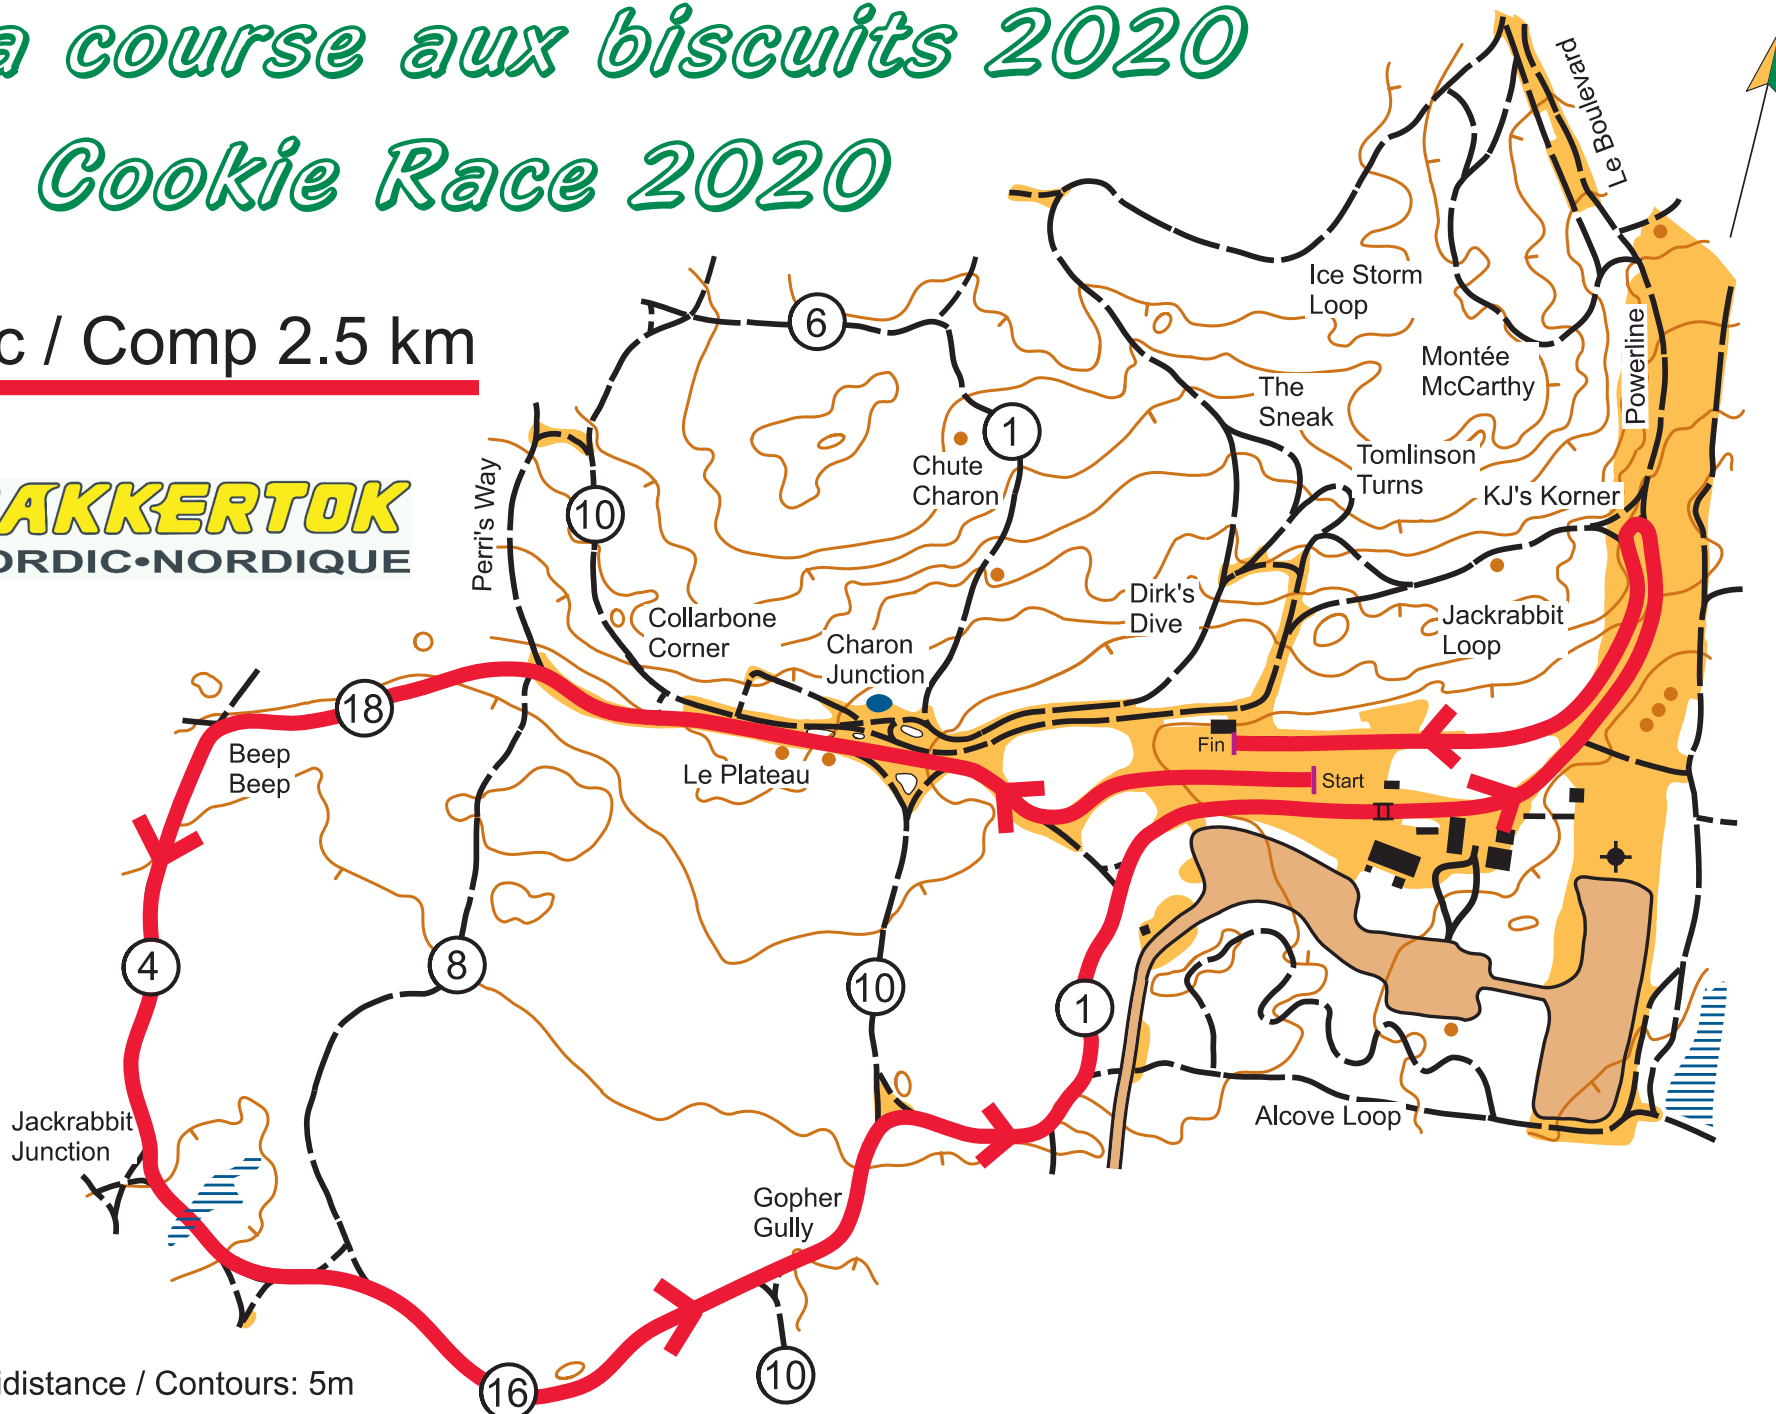 a course aux biscuits 2020
Cookie Race 2020
c / Comp 2.5 km
AKKERTOK
ORDIC•NORDIQUE
Le Boulevard
Ice Storm
Loop
Montée
McCarthy
Powerline
The
Sneak
Tomlinson
Turns
KJ's Korner
6
1
Chute
Charon
Perri's Way
10
Collarbone
Corner
Charon
Junction
Dirk's
Dive
Jackrabbit
Loop
18
Beep
Beep
Le Plateau
Fin
Start
4
8
10
1
Jackrabbit
Junction
Alcove Loop
Gopher
Gully
16
10
idistance / Contours: 5m